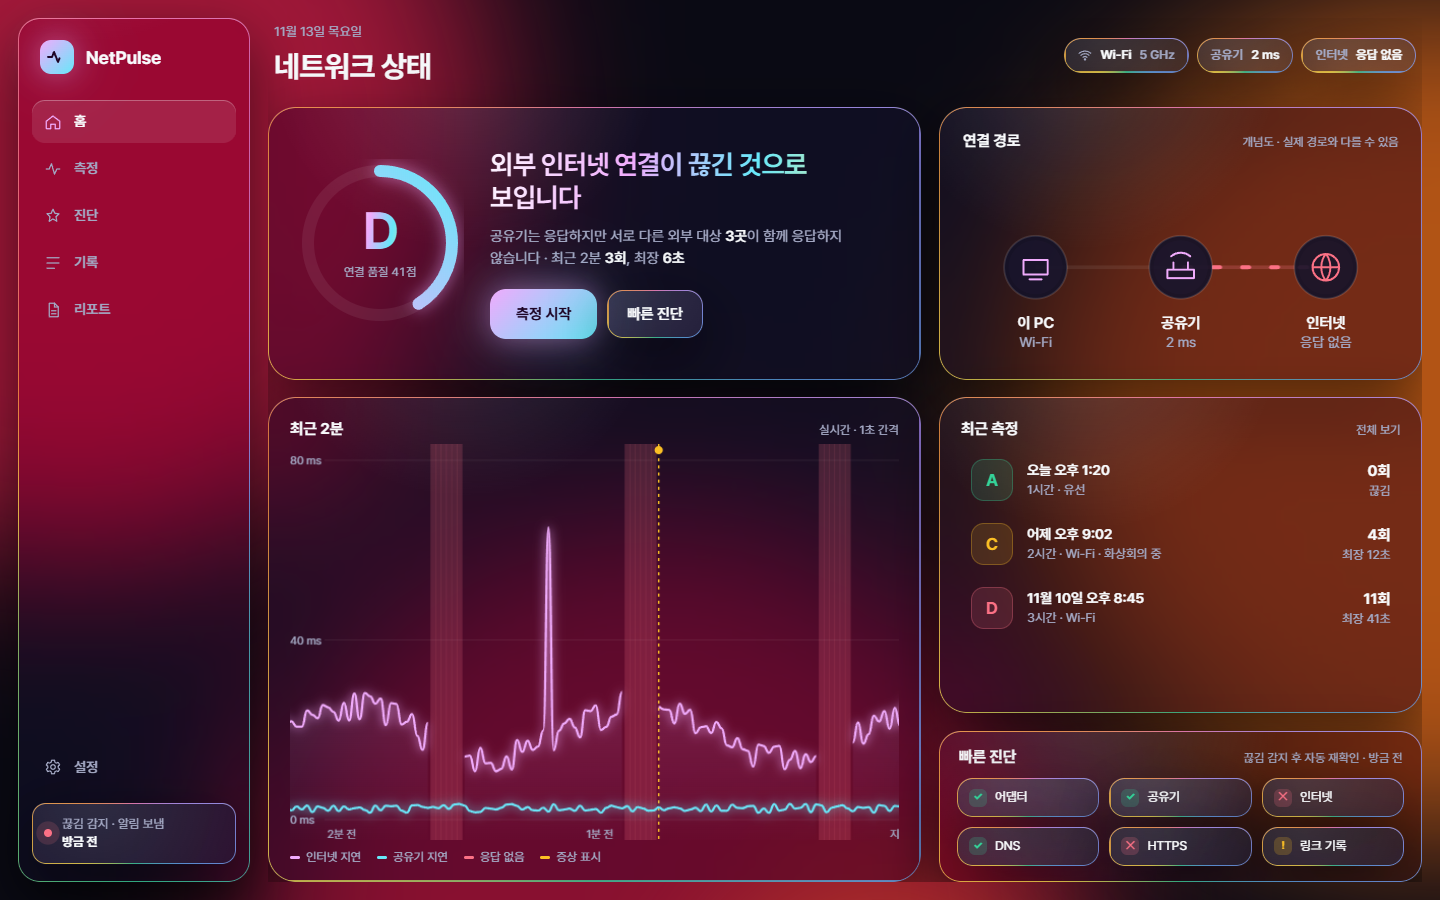 NetPulse
홈
측정
진단
기록
리포트
설정
끊김 감지 · 알림 보냄
방금 전
11월 13일 목요일
네트워크 상태
Wi-Fi 5 GHz
공유기 2 ms
인터넷 응답 없음
D
연결 품질 41점
외부 인터넷 연결이 끊긴 것으로
보입니다
공유기는 응답하지만 서로 다른 외부 대상 3곳이 함께 응답하지
않습니다 · 최근 2분 3회, 최장 6초
측정 시작
빠른 진단
연결 경로
개념도 · 실제 경로와 다를 수 있음
이 PC
Wi-Fi
공유기
2 ms
인터넷
응답 없음
최근 2분
실시간 · 1초 간격
80 ms
40 ms
0 ms
2분 전
1분 전
지
인터넷 지연
공유기 지연
응답 없음
증상 표시
최근 측정
전체 보기
A
오늘 오후 1:20
1시간 · 유선
0회
끊김
C
어제 오후 9:02
2시간 · Wi-Fi · 화상회의 중
4회
최장 12초
D
11월 10일 오후 8:45
3시간 · Wi-Fi
11회
최장 41초
빠른 진단
끊김 감지 후 자동 재확인 · 방금 전
어댑터
공유기
인터넷
DNS
HTTPS
! 링크 기록